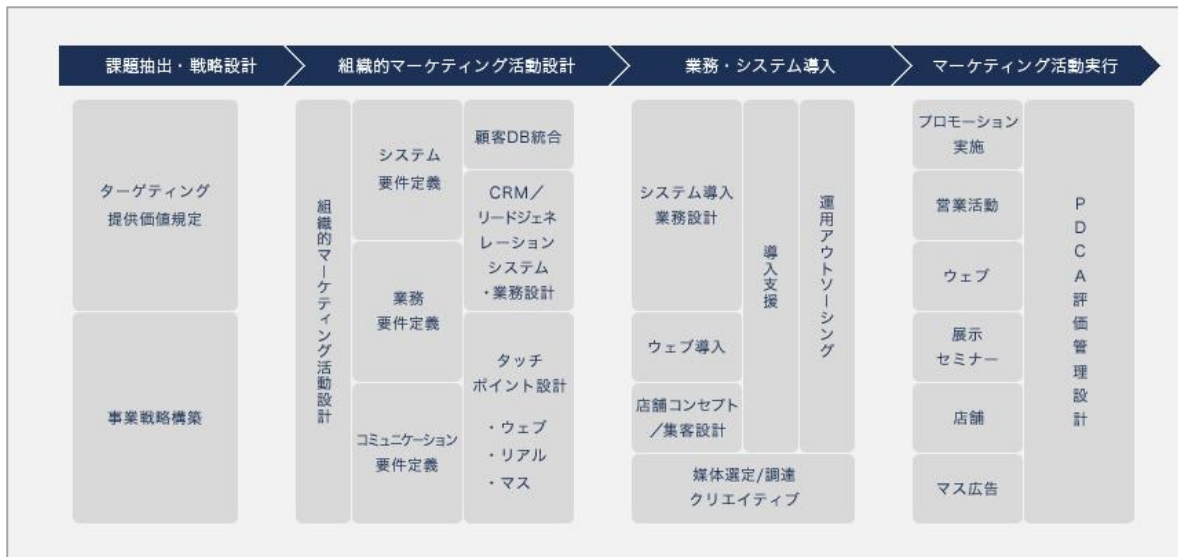 課題抽出・戦略設計
組織的マーケティング活動設計
業務・システム導入
マーケティング活動実行
ターゲティング
提供価値規定
事業戦略構築
組織的マーケティング活動設計
システム
要件定義
業務
要件定義
コミュニケーション
要件定義
顧客DB統合
CRM／
リードジェネ
レーション
システム
・業務設計
タッチ
ポイント設計
・ウェブ
・リアル
・マス
システム導入
業務設計
ウェブ導入
店舗コンセプト
／集客設計
導入支援
運用アウトソーシング
媒体選定/調達
クリエイティブ
プロモーション
実施
営業活動
ウェブ
展示
セミナー
店舗
マス広告
PDCA評価管理設計